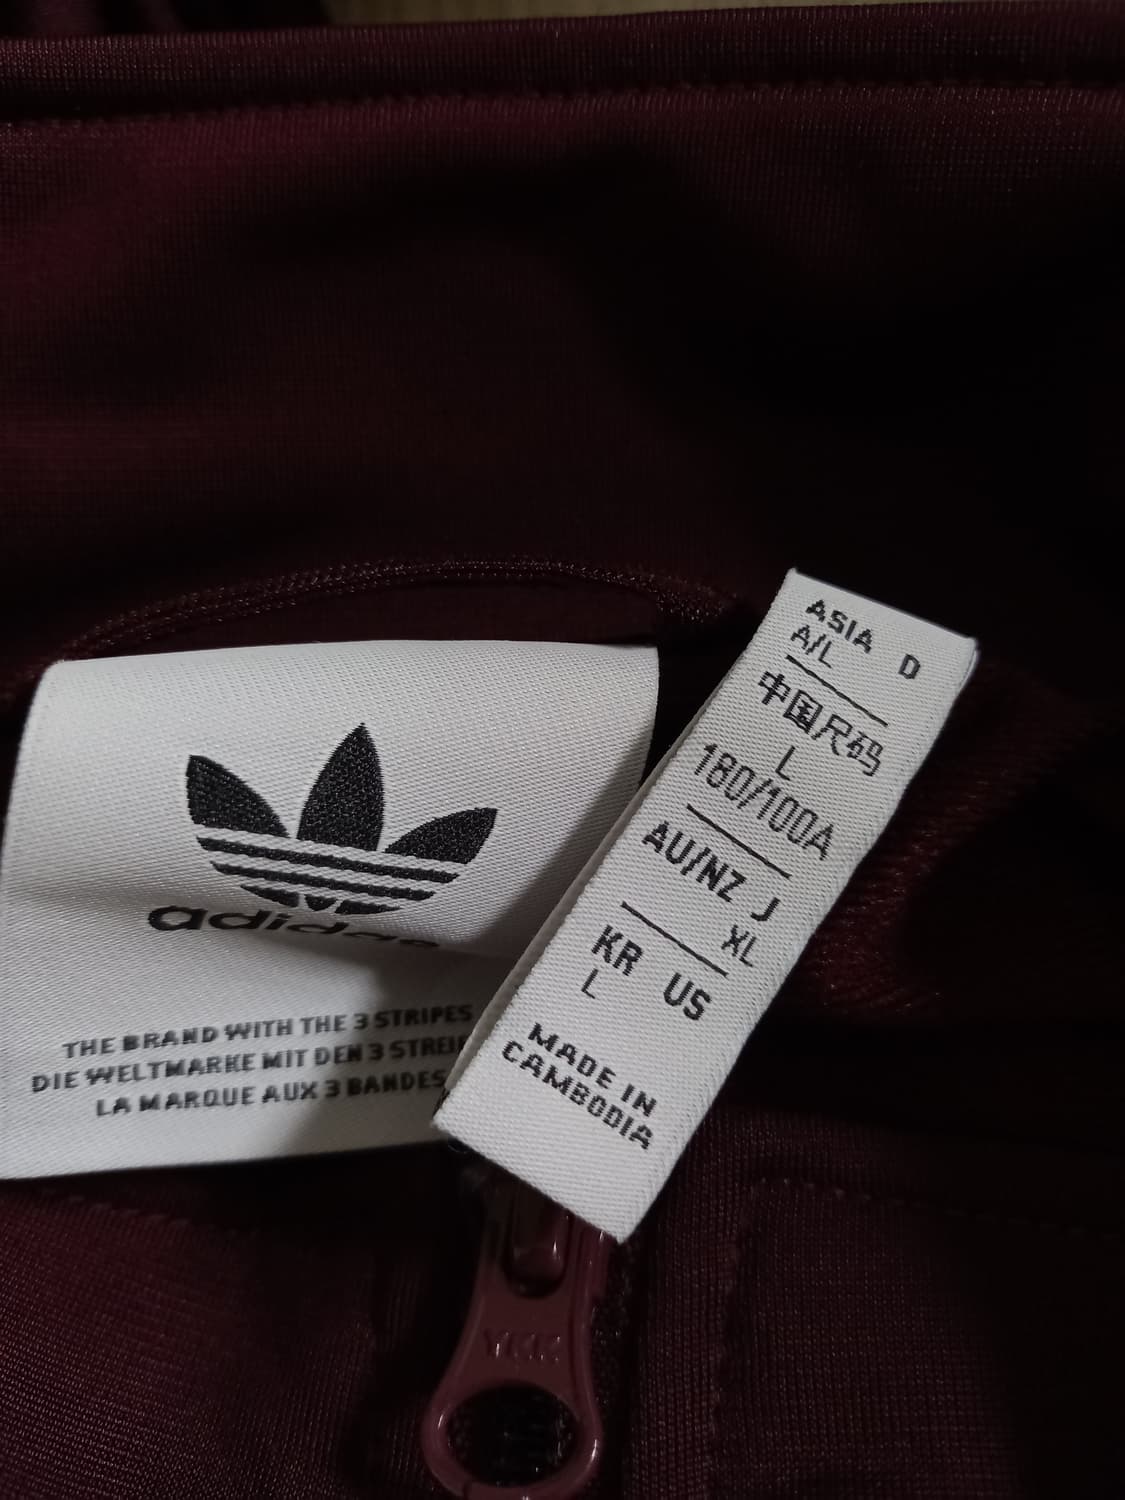 adidas
THE BRAND WITH THE 3 STRIPES
DIE WELTMARKE MIT DEN 3
LA MARQUE AUX 3 BANDES
ASIA D
A/L
中国尺码
L
180/100A
AU/NZ J
XL
KR US
L
MADE IN
CAMBODIA
YKK